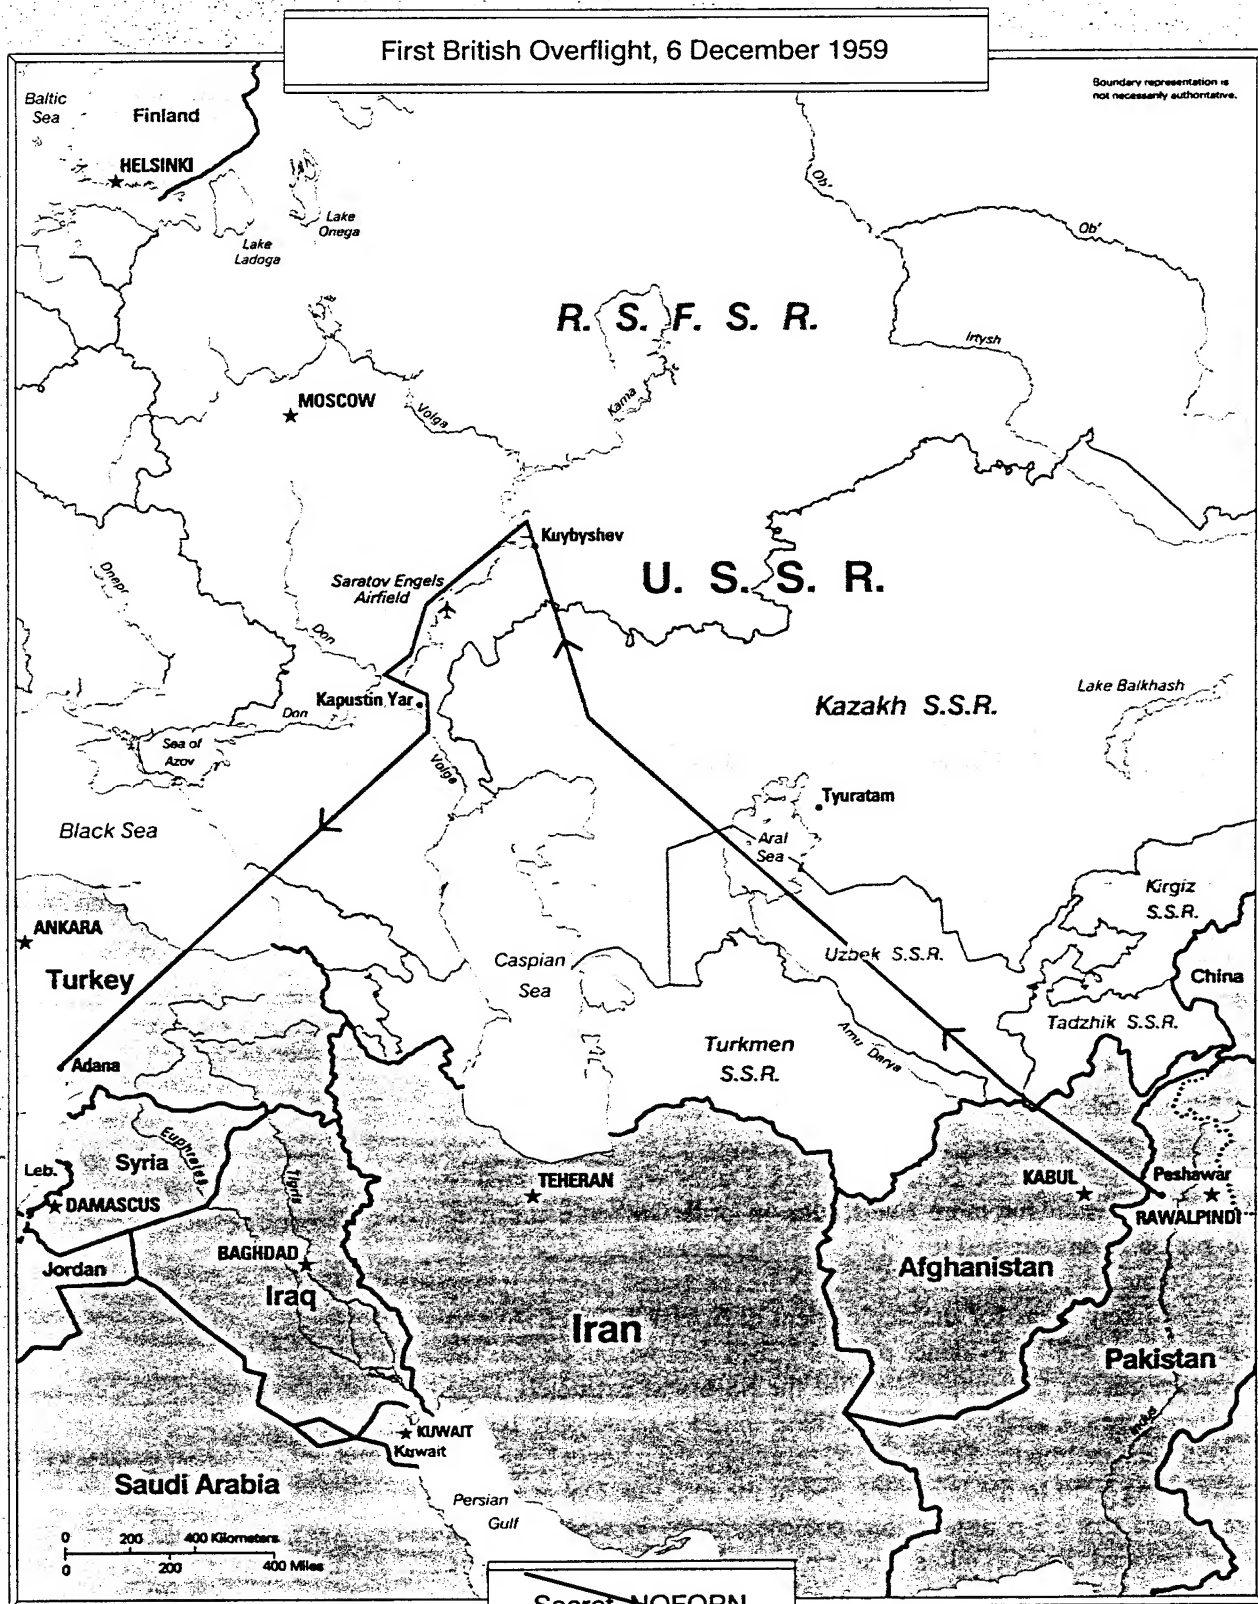 First British Overflight, 6 December 1959
Boundary representation is
not necessarily authoritative.
Baltic
Sea
Finland
HELSINKI
Lake
Onega
Lake
Ladoga
Ob'
Ob'
R. S. F. S. R.
Irtysh
MOSCOW
Volga
Kama
Kuybyshev
U. S. S. R.
Saratov Engels
Airfield
Dnepr
Don
Kapustin Yar
Don
Kazakh S.S.R.
Lake Balkhash
Sea of
Azov
Volga
Tyuratam
Black Sea
Aral
Sea
Kirgiz
S.S.R.
ANKARA
Uzbek S.S.R.
Caspian
Sea
Turkey
China
Tadzhik S.S.R.
Amu Darya
Turkmen
S.S.R.
Adana
Euphrates
Syria
Leb.
Tigris
TEHERAN
KABUL
Peshawar
DAMASCUS
RAWALPINDI
BAGHDAD
Jordan
Afghanistan
Iraq
Iran
Pakistan
Indus
KUWAIT
Kuwait
Saudi Arabia
Persian
Gulf
0 200 400 Kilometers
0 200 400 Miles
Secret NOFORN